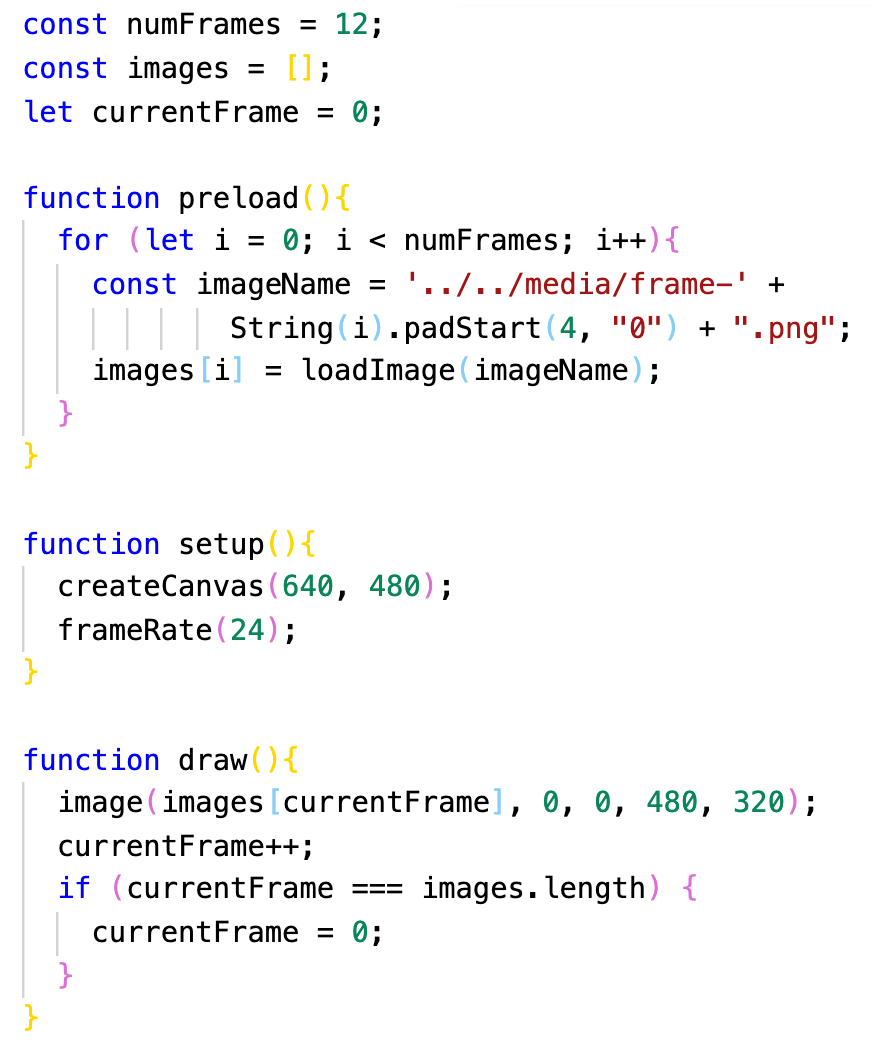 const numFrames = 12;
const images = [];
let currentFrame = 0;

function preload(){
  for (let i = 0; i < numFrames; i++){
    const imageName = '../../media/frame-' +
            String(i).padStart(4, "0") + ".png";
    images[i] = loadImage(imageName);
  }
}

function setup(){
  createCanvas(640, 480);
  frameRate(24);
}

function draw(){
  image(images[currentFrame], 0, 0, 480, 320);
  currentFrame++;
  if (currentFrame === images.length) {
    currentFrame = 0;
  }
}